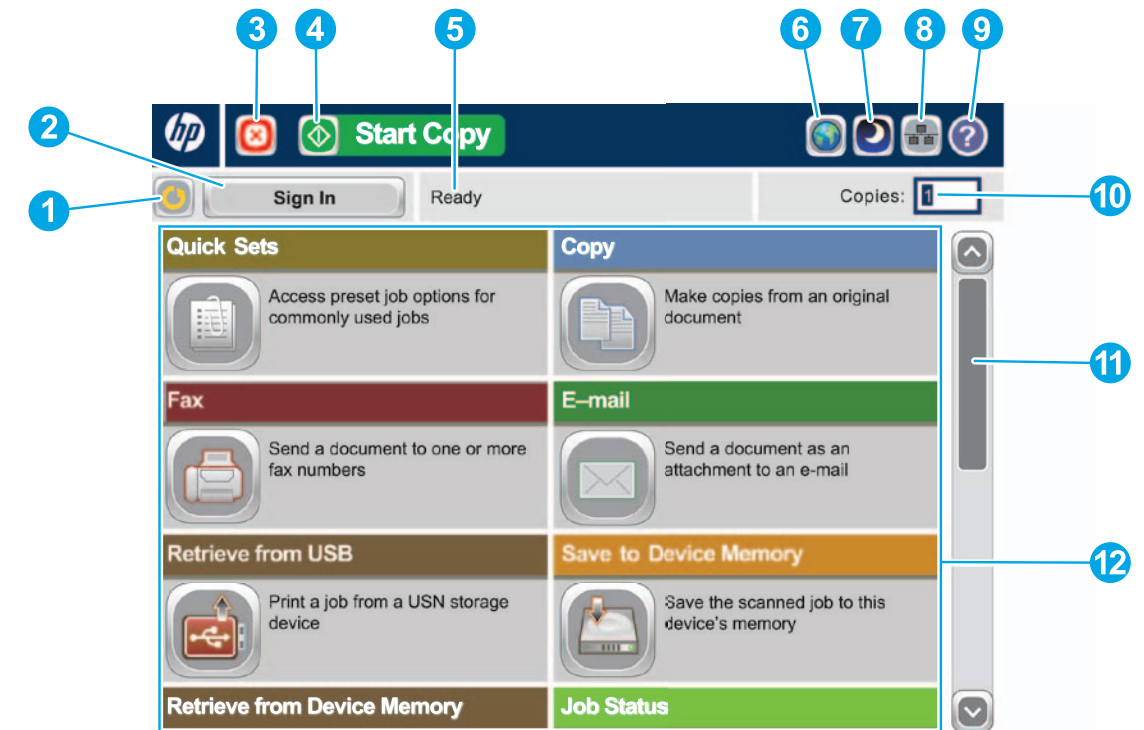 3
4
5
6
7
8
9
2
hp
Start Copy
1
Sign In
Ready
Copies:
1
10
Quick Sets
Copy
Access preset job options for
commonly used jobs
Make copies from an original
document
11
Fax
E–mail
Send a document to one or more
fax numbers
Send a document as an
attachment to an e-mail
Retrieve from USB
Save to Device Memory
12
Print a job from a USN storage
device
Save the scanned job to this
device's memory
Retrieve from Device Memory
Job Status